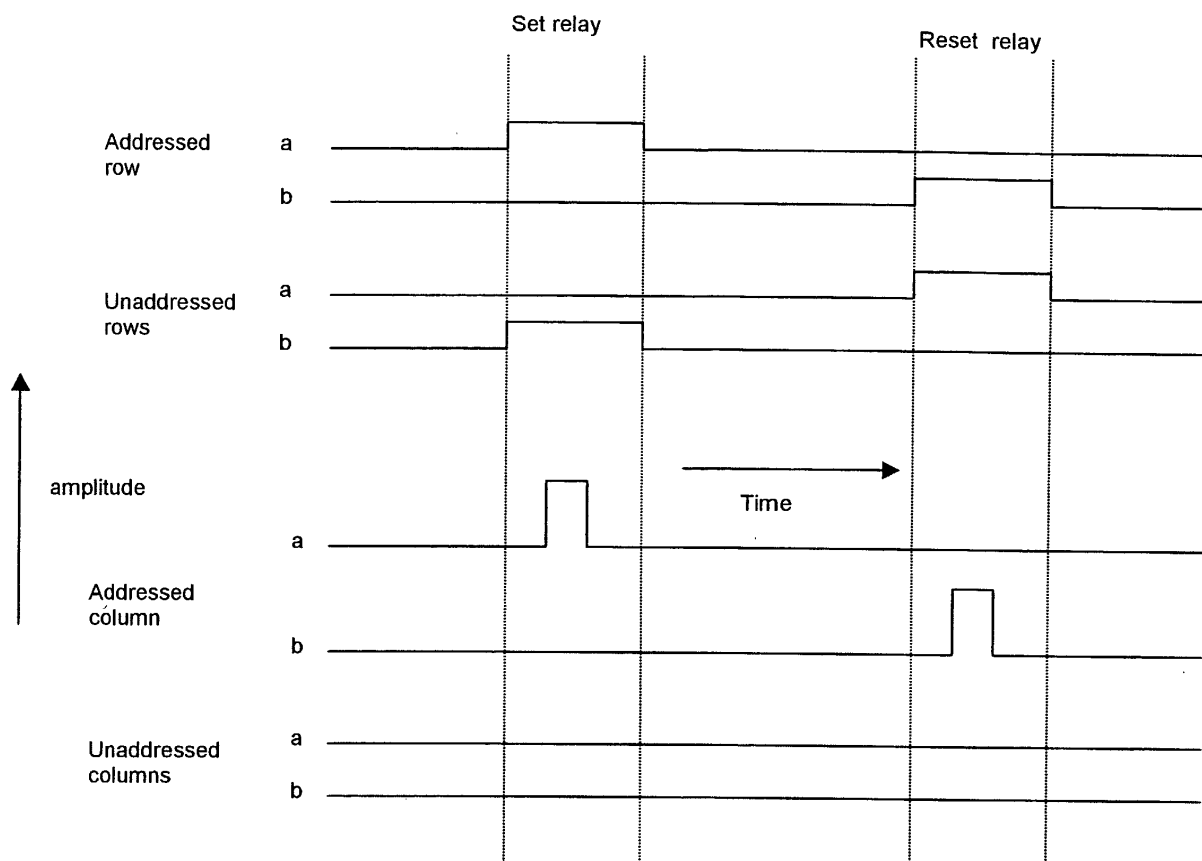 Set relay
Reset relay
Addressed
row
a
b
Unaddressed
rows
a
b
amplitude
Time
a
Addressed
column
b
Unaddressed
columns
a
b